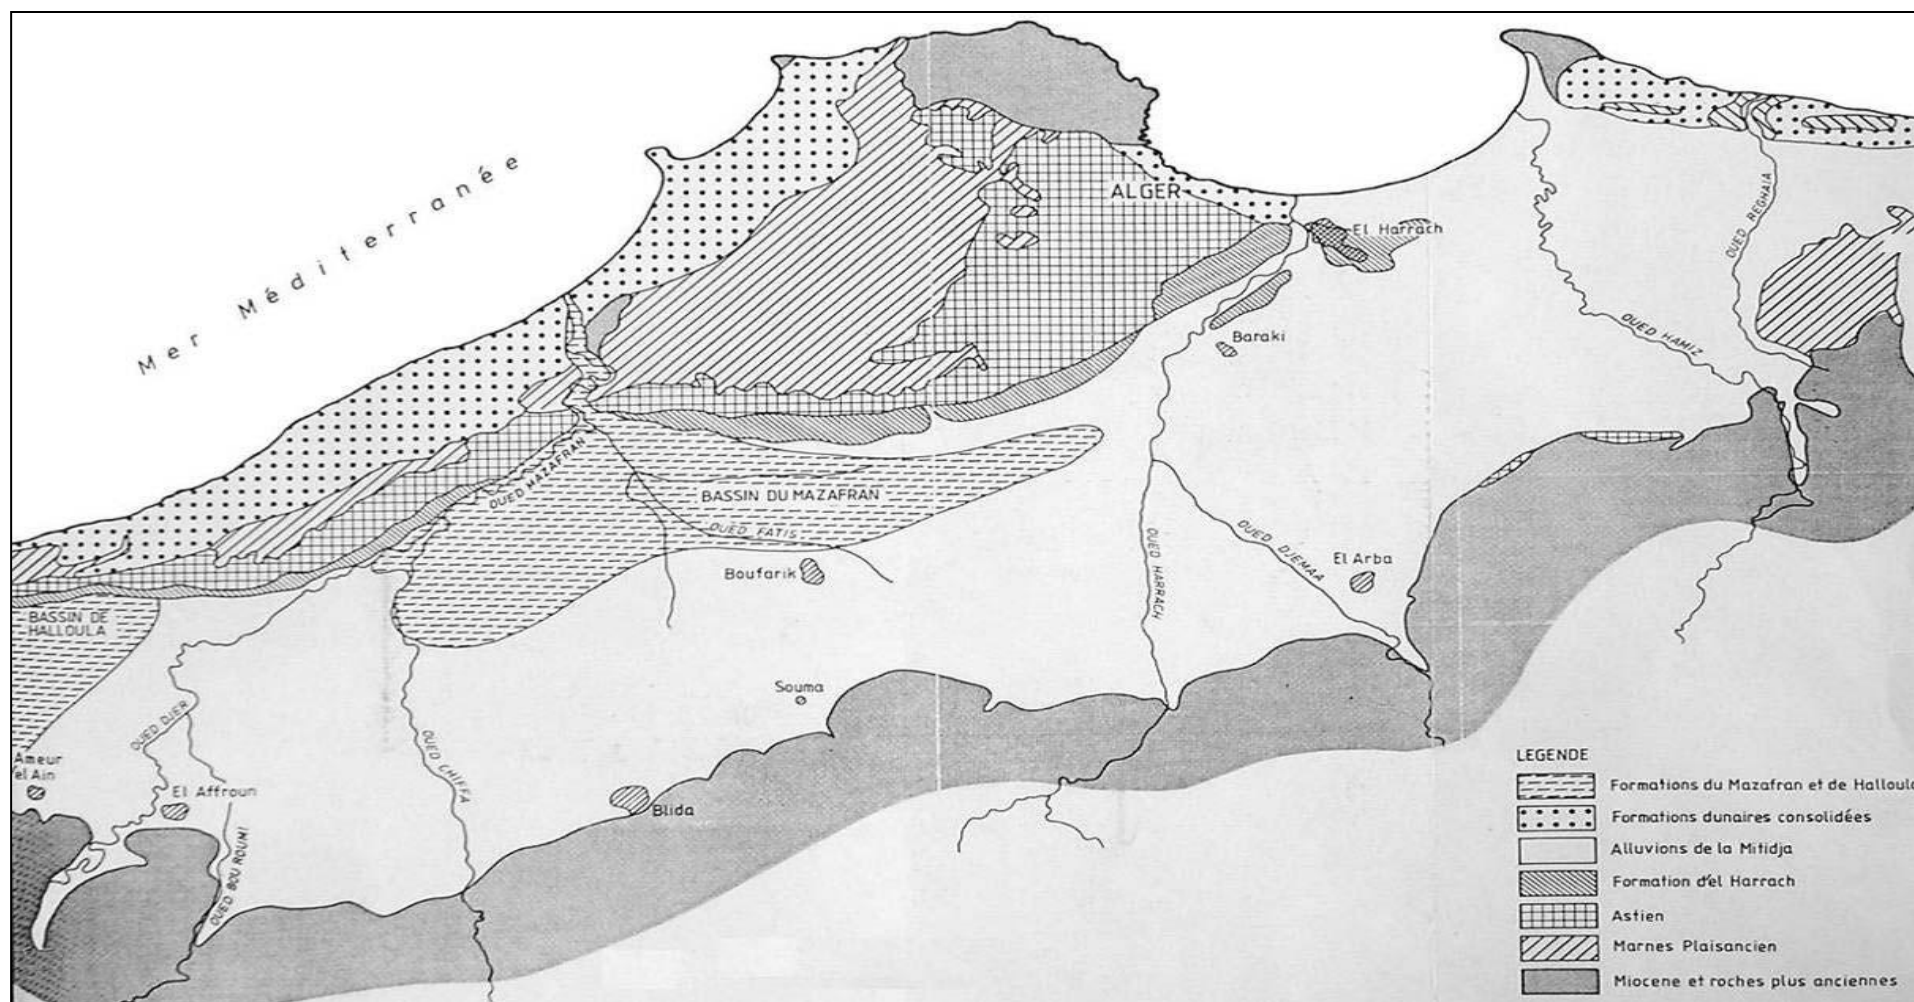 Mer Méditerranée
ALGER
El Harrach
OUED REGHAIA
OUED HAMIZ
Baraki
OUED MAZAFRAN
BASSIN DU MAZAFRAN
OUED FATIS
Boufarik
OUED HARRACH
OUED DJEMAA
El Arba
BASSIN DE
HALLOULA
Souma
OUED DJER
OUED CHIFFA
Ameur
el Ain
El Affroun
Blida
OUED BOU ROUMI
LEGENDE
Formations du Mazafran et de Halloula
Formations dunaires consolidées
Alluvions de la Mitidja
Formation d'el Harrach
Astien
Marnes Plaisancien
Miocene et roches plus anciennes